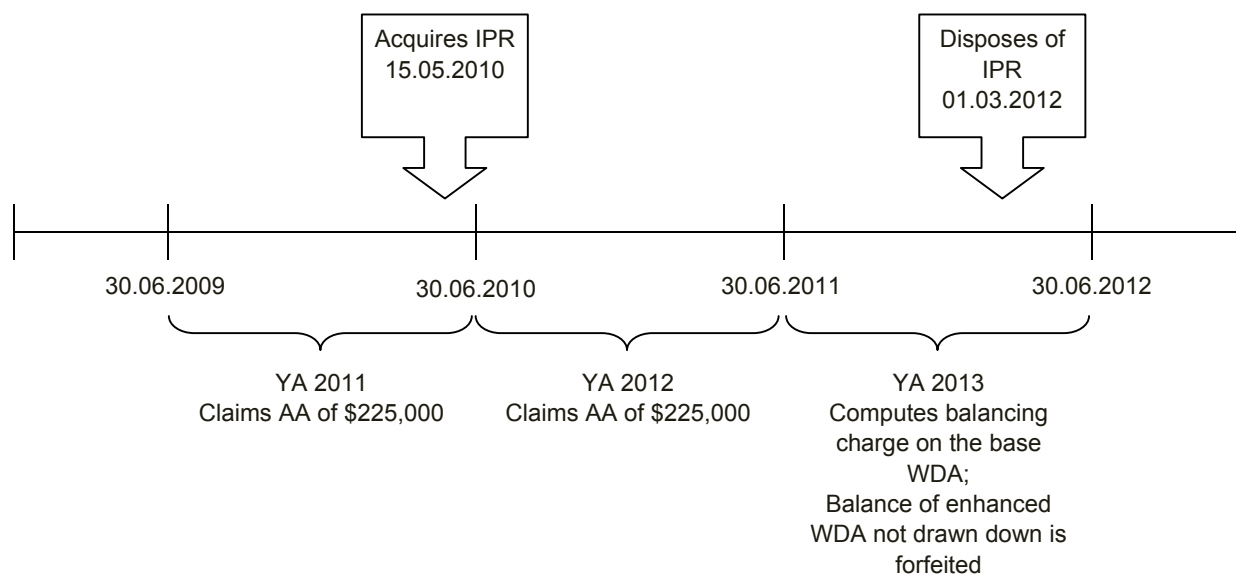 Acquires IPR
15.05.2010
Disposes of
IPR
01.03.2012
30.06.2009
30.06.2010
30.06.2011
30.06.2012
YA 2011
Claims AA of $225,000
YA 2012
Claims AA of $225,000
YA 2013
Computes balancing
charge on the base
WDA;
Balance of enhanced
WDA not drawn down is
forfeited